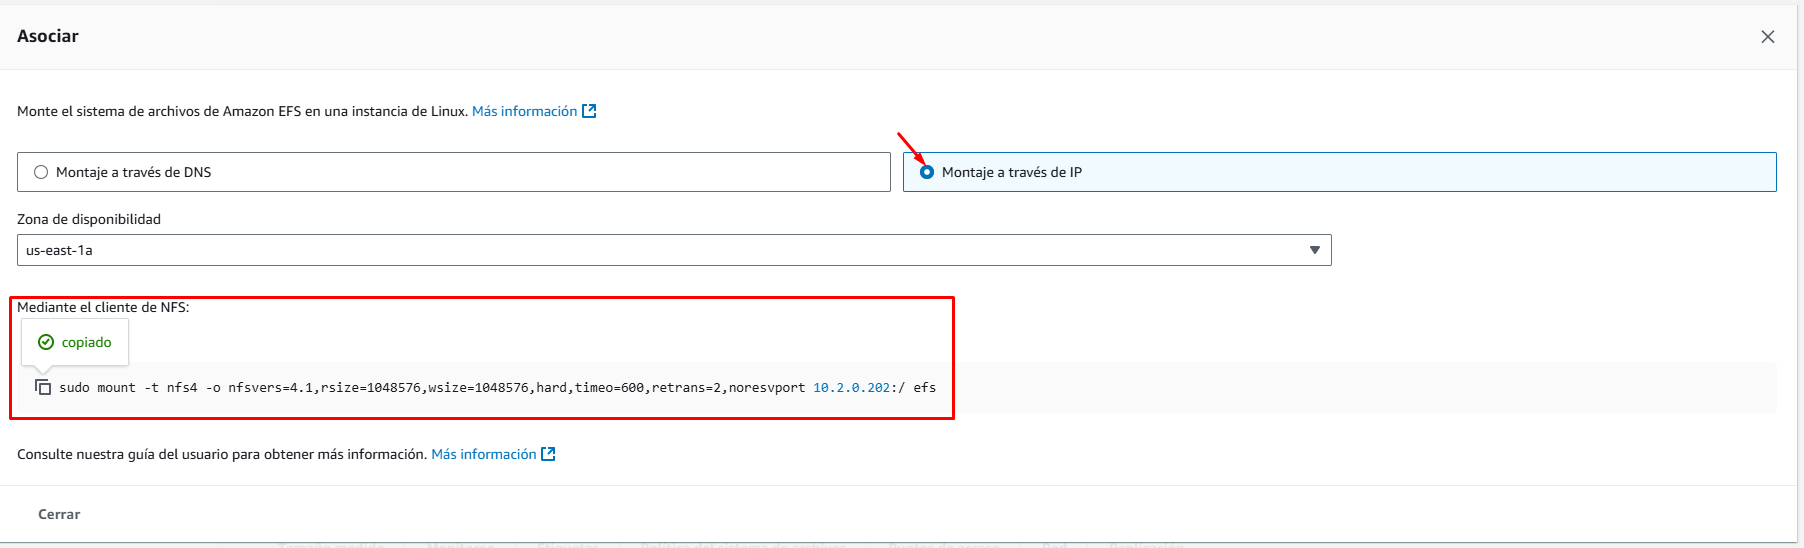 Asociar
Monte el sistema de archivos de Amazon EFS en una instancia de Linux. Más información
Montaje a través de DNS
Montaje a través de IP
Zona de disponibilidad
us-east-1a
Mediante el cliente de NFS:
copiado
sudo mount -t nfs4 -o nfsvers=4.1,rsize=1048576,wsize=1048576,hard,timeo=600,retrans=2,noresvport 10.2.0.202:/ efs
Consulte nuestra guía del usuario para obtener más información. Más información
Cerrar